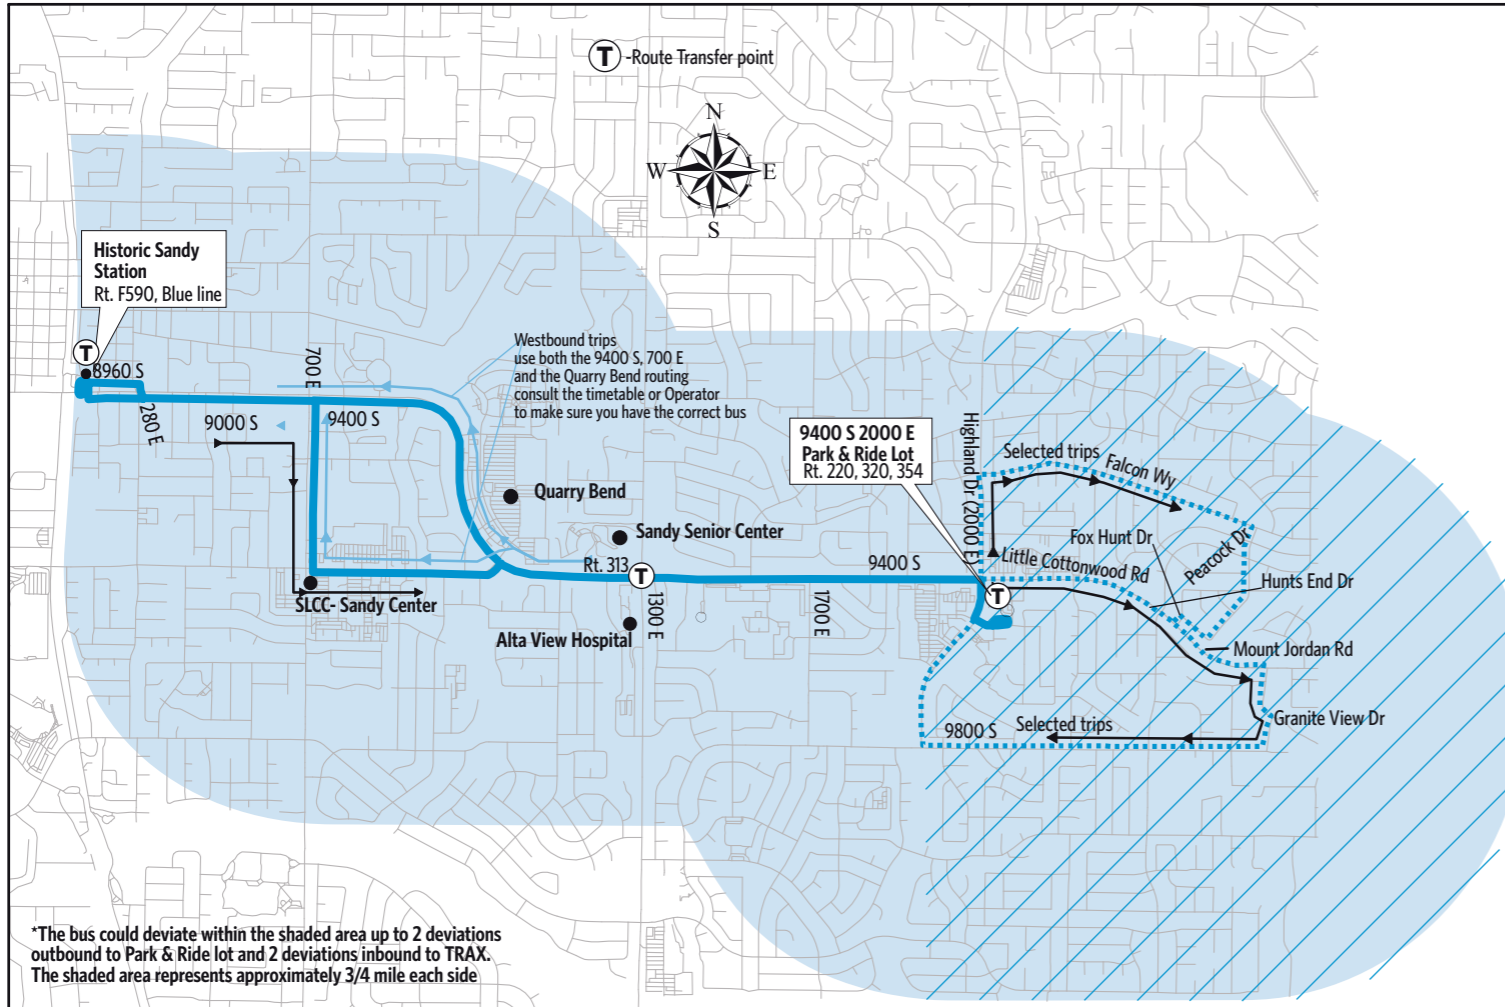 T -Route Transfer point
N
W E
S
Historic Sandy
Station
Rt. F590, Blue line
T
8960 S
280 E
700 E
9000 S
9400 S
Westbound trips
use both the 9400 S, 700 E
and the Quarry Bend routing
consult the timetable or Operator
to make sure you have the correct bus
Quarry Bend
Sandy Senior Center
Rt. 313
T
1300 E
SLCC- Sandy Center
Alta View Hospital
1700 E
9400 S
9400 S 2000 E
Park & Ride Lot
Rt. 220, 320, 354
T
Highland Dr (2000 E)
Selected trips
Falcon Wy
Fox Hunt Dr
Peacock Dr
Little Cottonwood Rd
Hunts End Dr
Mount Jordan Rd
Granite View Dr
9800 S
Selected trips
*The bus could deviate within the shaded area up to 2 deviations
outbound to Park & Ride lot and 2 deviations inbound to TRAX.
The shaded area represents approximately 3/4 mile each side